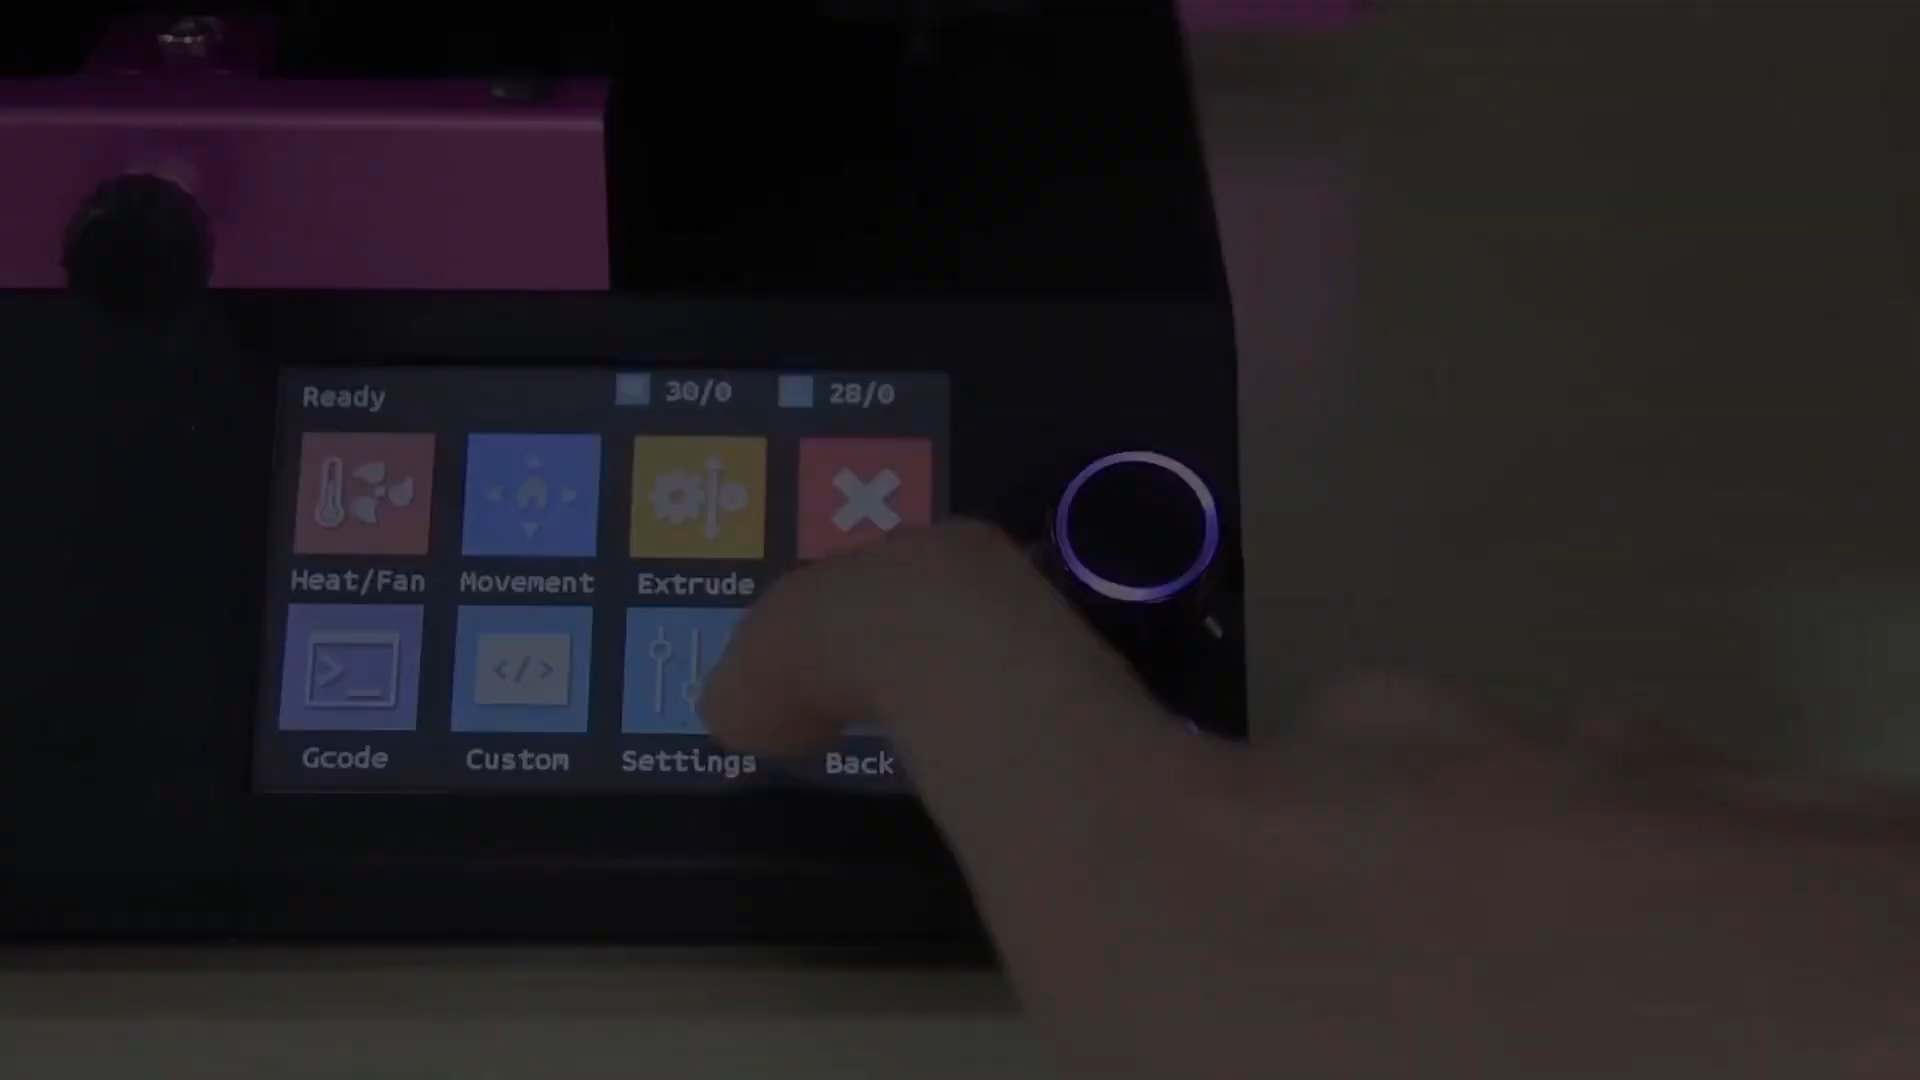 Ready 30/0 28/0
Heat/Fan Movement Extrude
>_ </>
Gcode Custom Settings Back